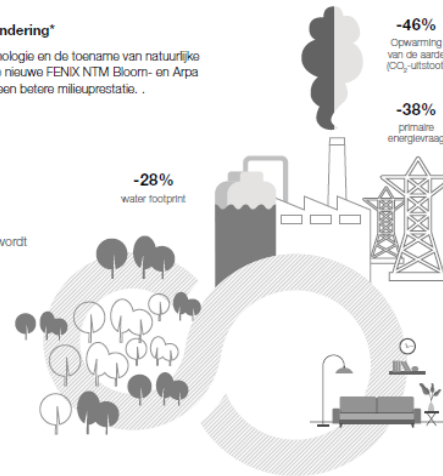 ndering*
nologie en de toename van natuurlijke
nieuwe FENIX NTM Bloom- en Arpa
een betere milieuprestatie. .
-46%
Opwarming
van de aarde
(CO₂-uitstoot
-38%
primaire
energievraag
-28%
water footprint
wordt